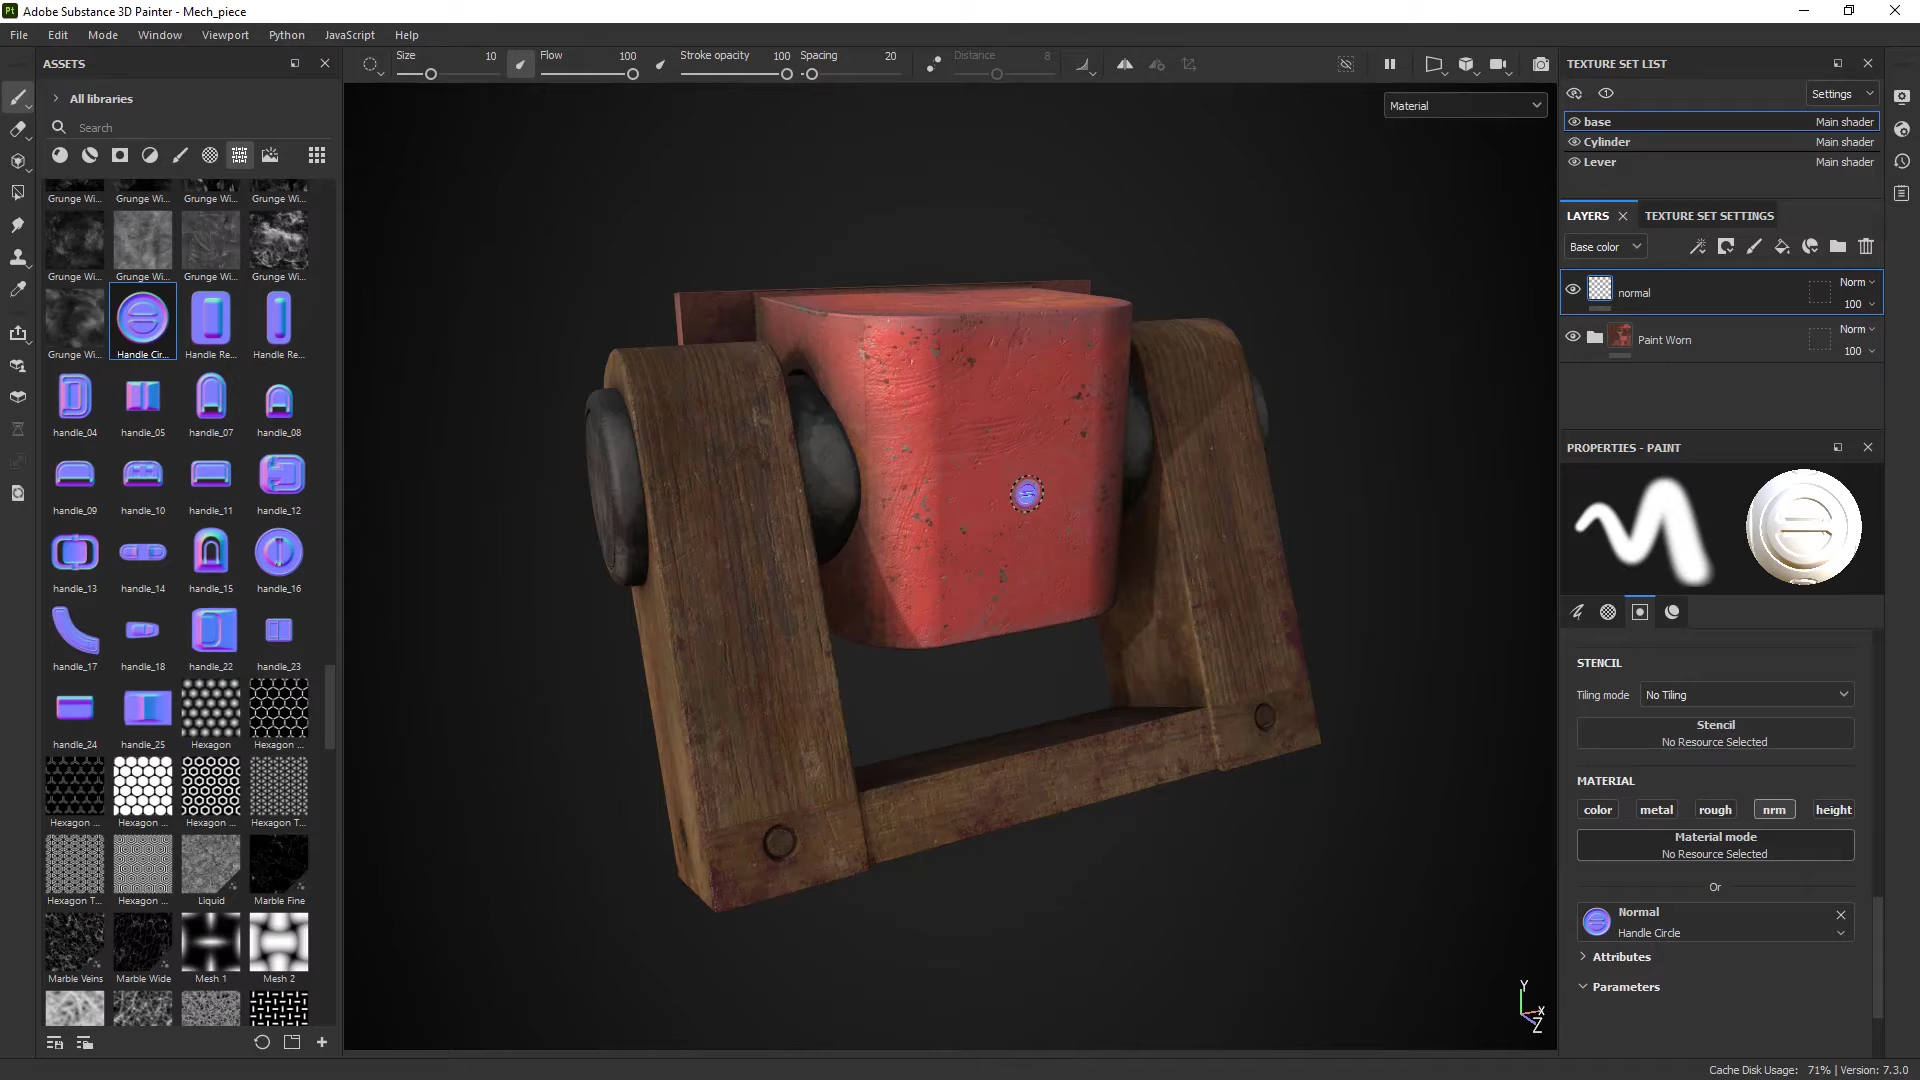 Adobe Substance 3D Painter - Mech_piece
File Edit Mode Window Viewport Python JavaScript Help
ASSETS
Size 10 Flow 100 Stroke opacity 100 Spacing 20 Distance 8
All libraries
Search
Material
Grunge Wi... Grunge Wi... Grunge Wi... Grunge Wi...
Grunge Wi... Grunge Wi... Grunge Wi... Grunge Wi...
Grunge Wi... Handle Cir... Handle Re... Handle Re...
handle_04 handle_05 handle_07 handle_08
handle_09 handle_10 handle_11 handle_12
handle_13 handle_14 handle_15 handle_16
handle_17 handle_18 handle_22 handle_23
handle_24 handle_25 Hexagon Hexagon ...
Hexagon ... Hexagon ... Hexagon ... Hexagon T...
Hexagon T... Hexagon ... Liquid Marble Fine
Marble Veins Marble Wide Mesh 1 Mesh 2
Y
X
Z
TEXTURE SET LIST
Settings
base Main shader
Cylinder Main shader
Lever Main shader
LAYERS TEXTURE SET SETTINGS
Base color
normal Norm
100
Paint Worn Norm
100
PROPERTIES - PAINT
STENCIL
Tiling mode No Tiling
Stencil
No Resource Selected
MATERIAL
color metal rough nrm height
Material mode
No Resource Selected
Or
Normal
Handle Circle
Attributes
Parameters
Cache Disk Usage: 71% | Version: 7.3.0